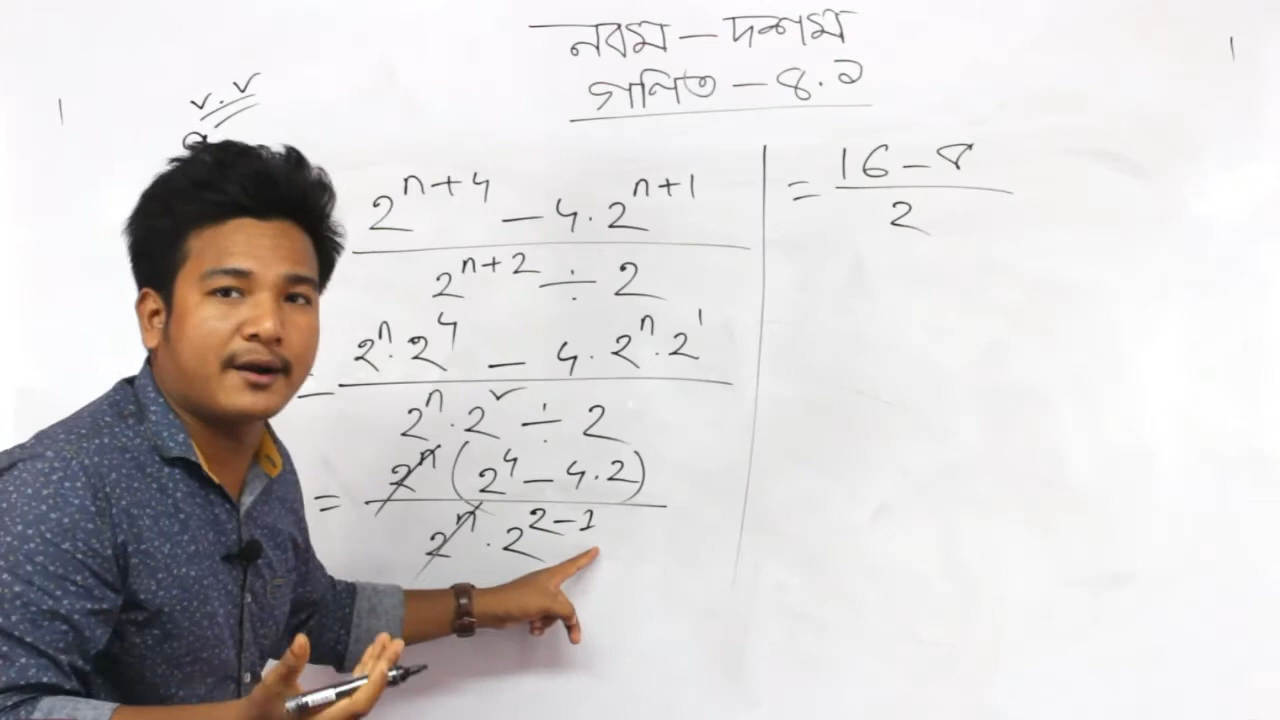 নবম – দশম
গণিত – ৪.১
2^{n+4} – 4 · 2^{n+1}
2^{n+2} ÷ 2
2^n · 2^4 – 4 · 2^n · 2^1
2^n · 2^২ ÷ 2
= 2^n (2^4 – 4 · 2)
2^n · 2^{2–1}
= 16 – 8
2